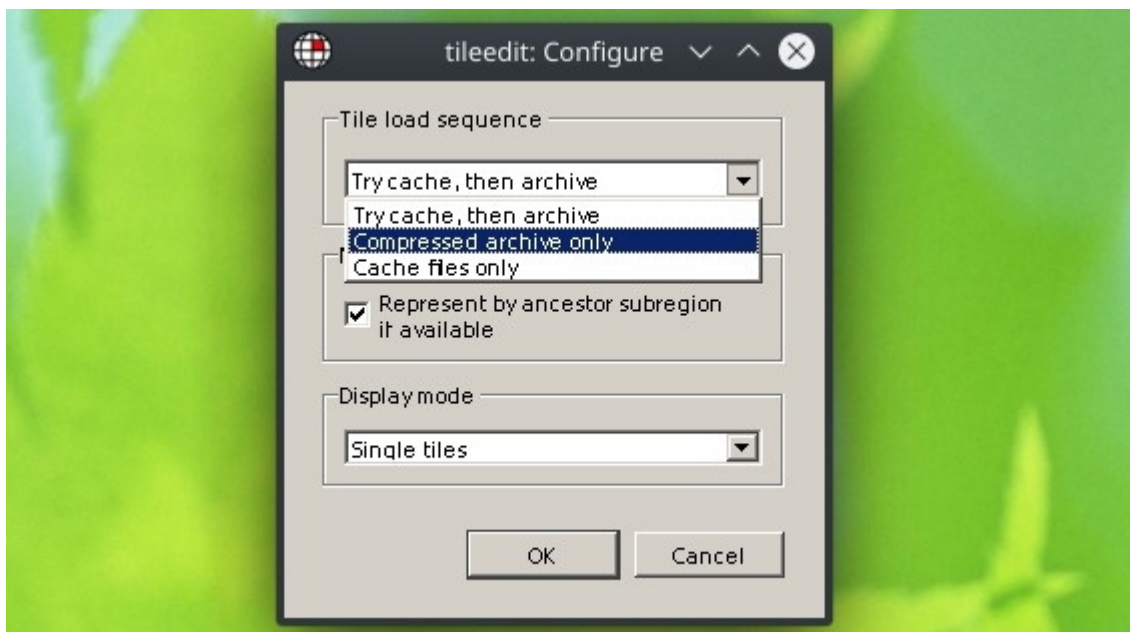 tileedit: Configure
Tile load sequence
Try cache, then archive
Try cache, then archive
Compressed archive only
Cache files only
Represent by ancestor subregion
if available
Display mode
Single tiles
OK
Cancel